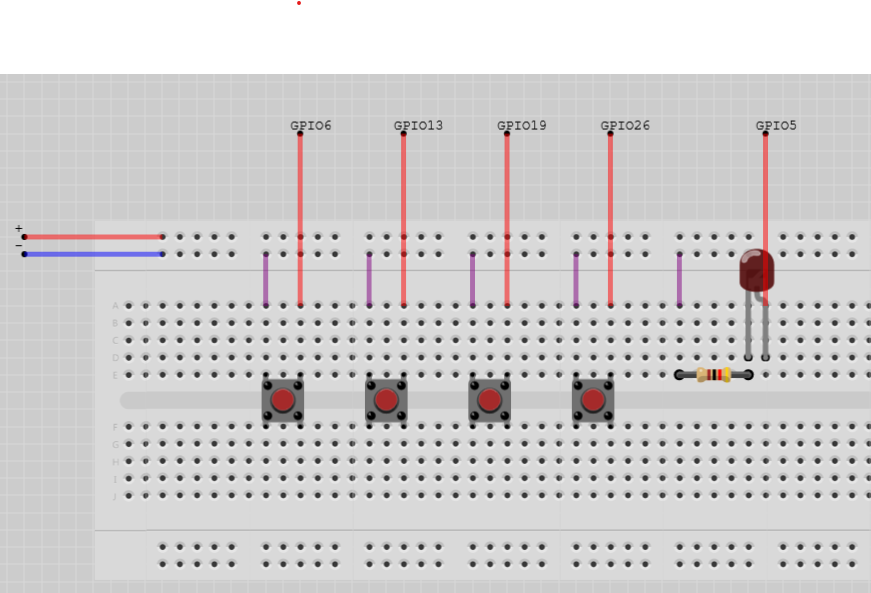 GPIO6 GPIO13 GPIO19 GPIO26 GPIO5
+
−
A
B
C
D
E
F
G
H
I
J